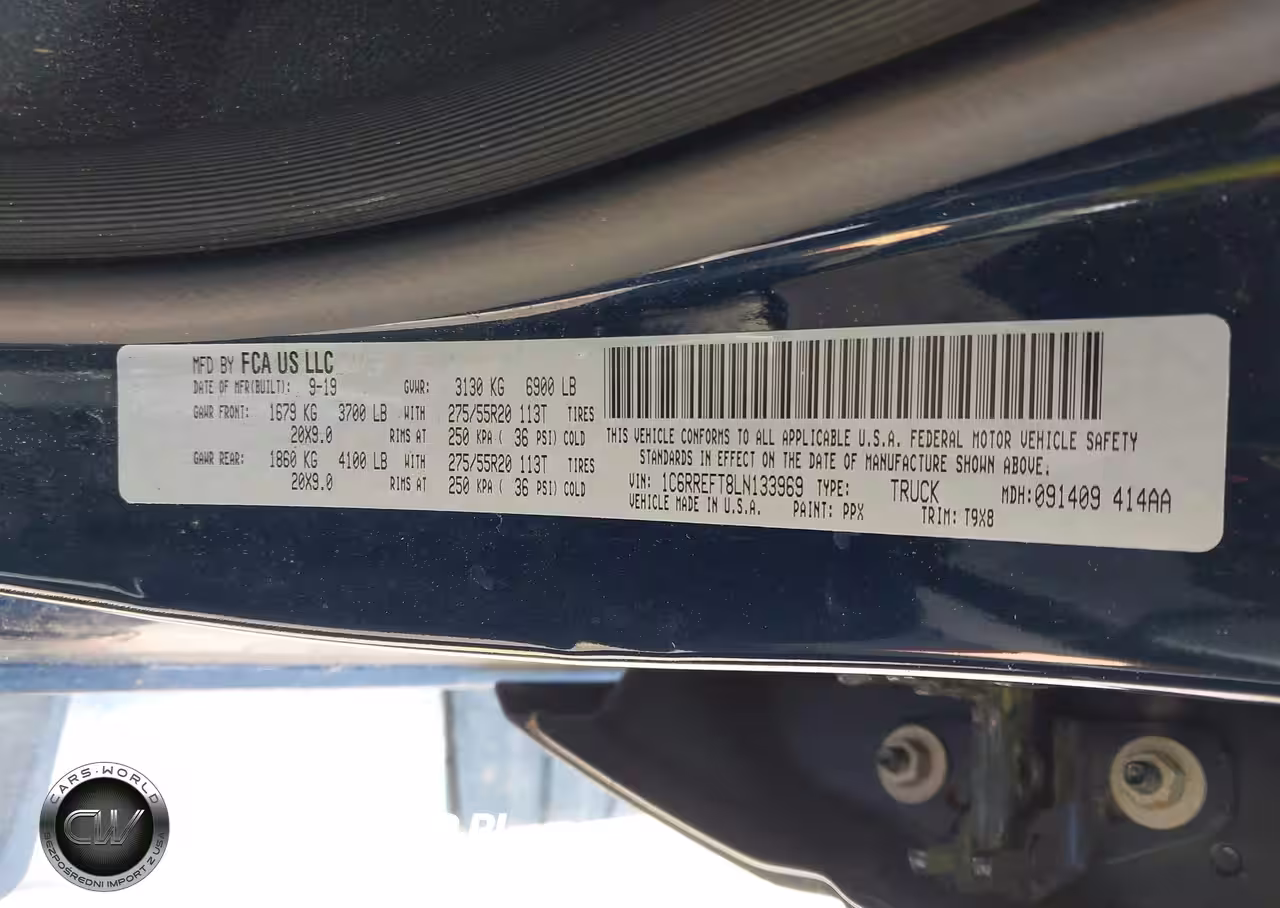 MFD BY FCA US LLC
DATE OF MFR(BUILT): 9-19 GVWR: 3130 KG 6900 LB
GAWR FRONT: 1679 KG 3700 LB WITH 275/55R20 113T TIRES
20X9.0 RIMS AT 250 KPA ( 36 PSI) COLD
GAWR REAR: 1860 KG 4100 LB WITH 275/55R20 113T TIRES
20X9.0 RIMS AT 250 KPA ( 36 PSI) COLD
THIS VEHICLE CONFORMS TO ALL APPLICABLE U.S.A. FEDERAL MOTOR VEHICLE SAFETY
STANDARDS IN EFFECT ON THE DATE OF MANUFACTURE SHOWN ABOVE.
VIN: 1C6RREFT8LN133969 TYPE: TRUCK MDH:091409 414AA
VEHICLE MADE IN U.S.A. PAINT: PPX TRIM: T9X8
CARS-WORLD
CW
BEZPOŚREDNI IMPORT Z USA